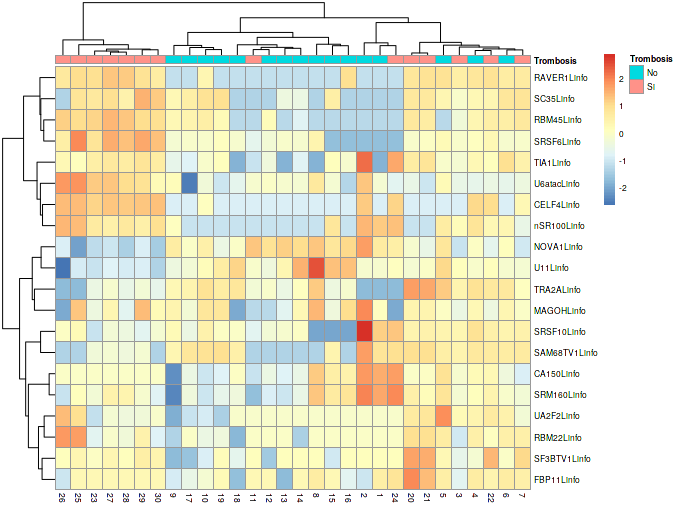 Trombosis
RAVER1Linfo
SC35Linfo
RBM45Linfo
SRSF6Linfo
TIA1Linfo
U6atacLinfo
CELF4Linfo
nSR100Linfo
NOVA1Linfo
U11Linfo
TRA2ALinfo
MAGOHLinfo
SRSF10Linfo
SAM68TV1Linfo
CA150Linfo
SRM160Linfo
UA2F2Linfo
RBM22Linfo
SF3BTV1Linfo
FBP11Linfo
26 25 23 27 28 29 30 9 17 10 19 18 11 12 13 14 8 15 16 2 1 24 20 21 5 3 4 22 6 7
2
1
0
-1
-2
Trombosis
No
Si